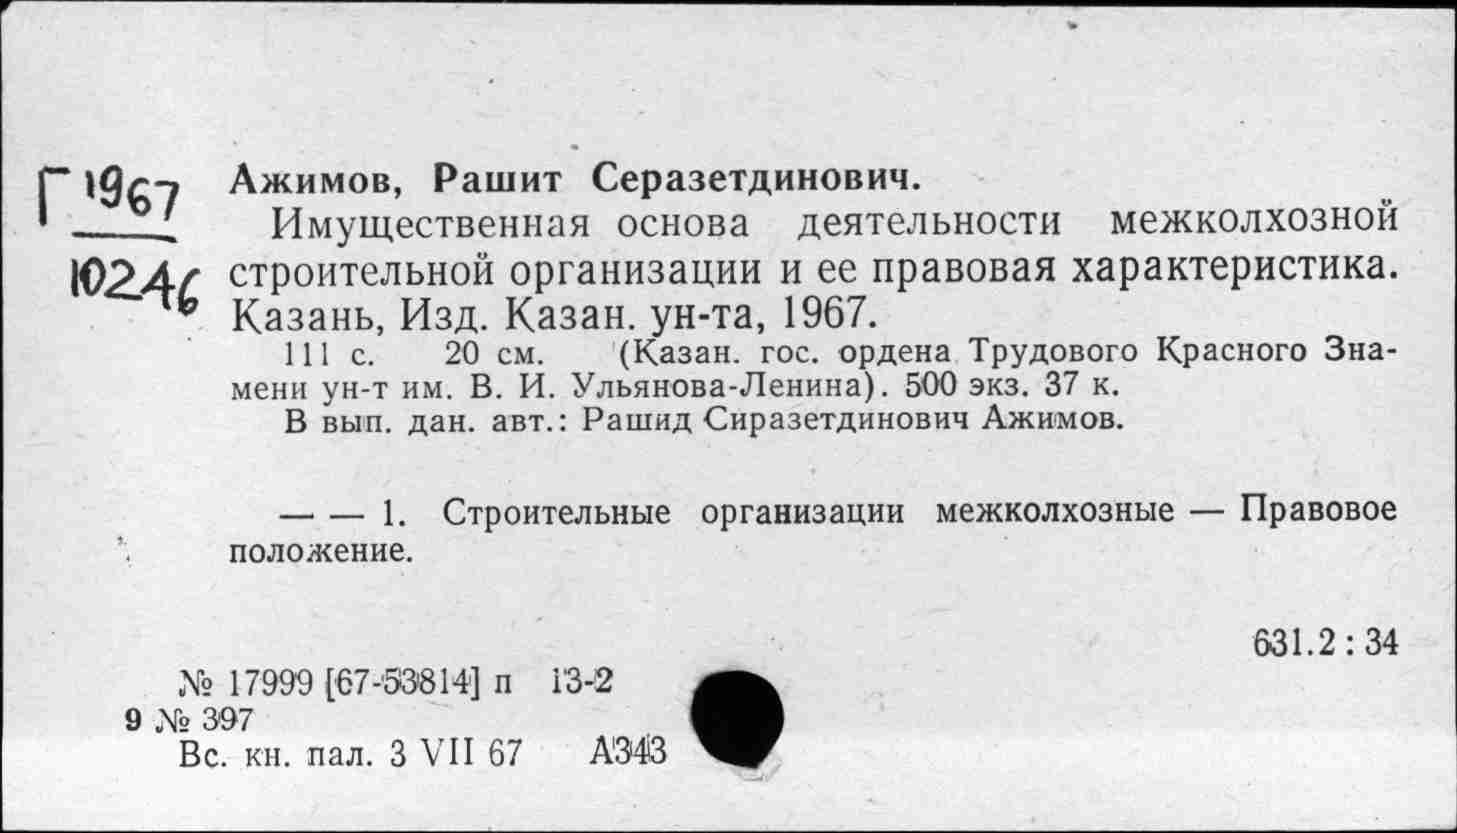 Г 1967
10246
Ажимов, Рашит Серазетдинович.
Имущественная основа деятельности межколхозной
строительной организации и ее правовая характеристика.
Казань, Изд. Казан. ун-та, 1967.
111 с. 20 см. (Казан. гос. ордена Трудового Красного Зна-
мени ун-т им. В. И. Ульянова-Ленина). 500 экз. 37 к.
В вып. дан. авт.: Рашид Сиразетдинович Ажимов.
— — 1. Строительные организации межколхозные — Правовое
положение.
631.2 : 34
№ 17999 [67-53814] п 13-2
9 № 397
Вс. кн. пал. 3 VII 67 А343